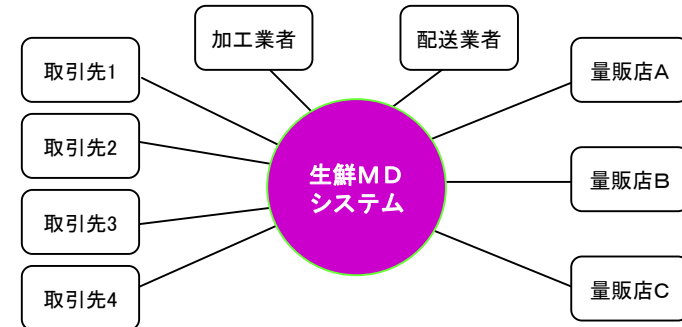 加工業者
配送業者
取引先1
取引先2
取引先3
取引先4
生鮮ＭＤ
システム
量販店A
量販店B
量販店C